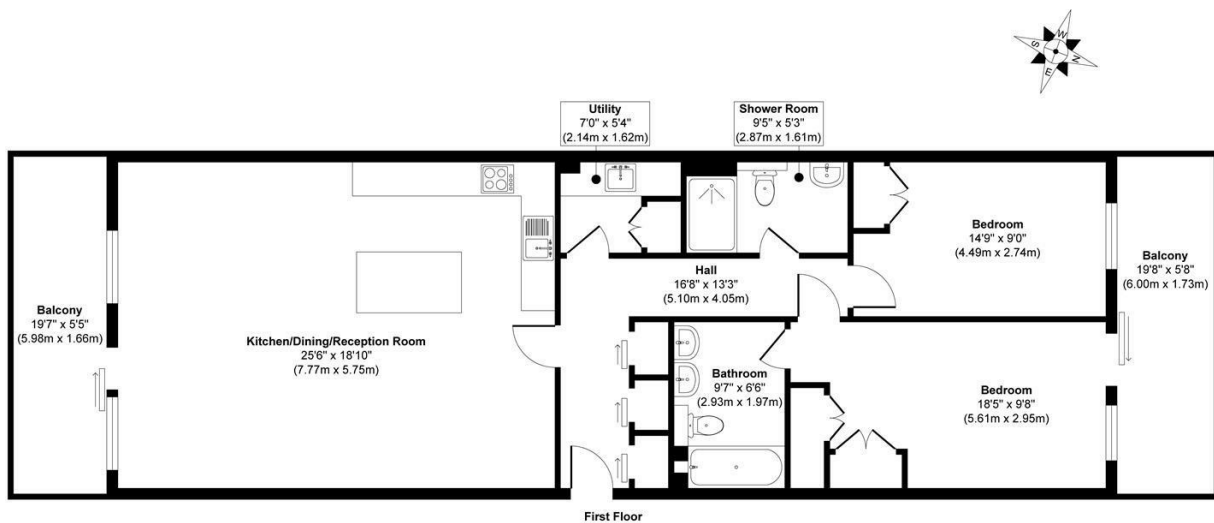 W
S
N
E
Utility
7'0" x 5'4"
(2.14m x 1.62m)
Shower Room
9'5" x 5'3"
(2.87m x 1.61m)
Bedroom
14'9" x 9'0"
(4.49m x 2.74m)
Balcony
19'8" x 5'8"
(6.00m x 1.73m)
Hall
16'8" x 13'3"
(5.10m x 4.05m)
Balcony
19'7" x 5'5"
(5.98m x 1.66m)
Kitchen/Dining/Reception Room
25'6" x 18'10"
(7.77m x 5.75m)
Bathroom
9'7" x 6'6"
(2.93m x 1.97m)
Bedroom
18'5" x 9'8"
(5.61m x 2.95m)
First Floor